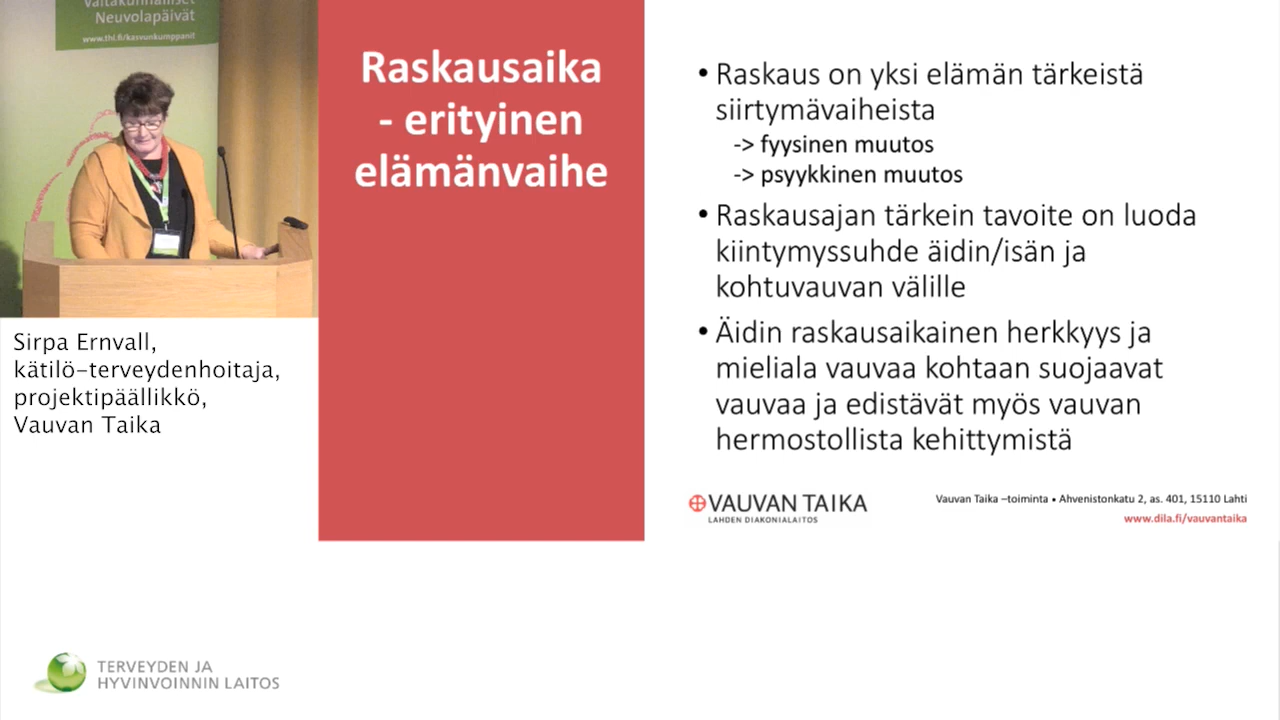 Valtakunnalliset
Neuvolapäivät
www.thl.fi/kasvunkumppanit
Sirpa Ernvall,
kätilö-terveydenhoitaja,
projektipäällikkö,
Vauvan Taika
Raskausaika
- erityinen
elämänvaihe
• Raskaus on yksi elämän tärkeistä
siirtymävaiheista
-> fyysinen muutos
-> psyykkinen muutos
• Raskausajan tärkein tavoite on luoda
kiintymyssuhde äidin/isän ja
kohtuvauvan välille
• Äidin raskausaikainen herkkyys ja
mieliala vauvaa kohtaan suojaavat
vauvaa ja edistävät myös vauvan
hermostollista kehittymistä
VAUVAN TAIKA
LAHDEN DIAKONIALAITOS
Vauvan Taika –toiminta • Ahvenistonkatu 2, as. 401, 15110 Lahti
www.dila.fi/vauvantaika
TERVEYDEN JA
HYVINVOINNIN LAITOS